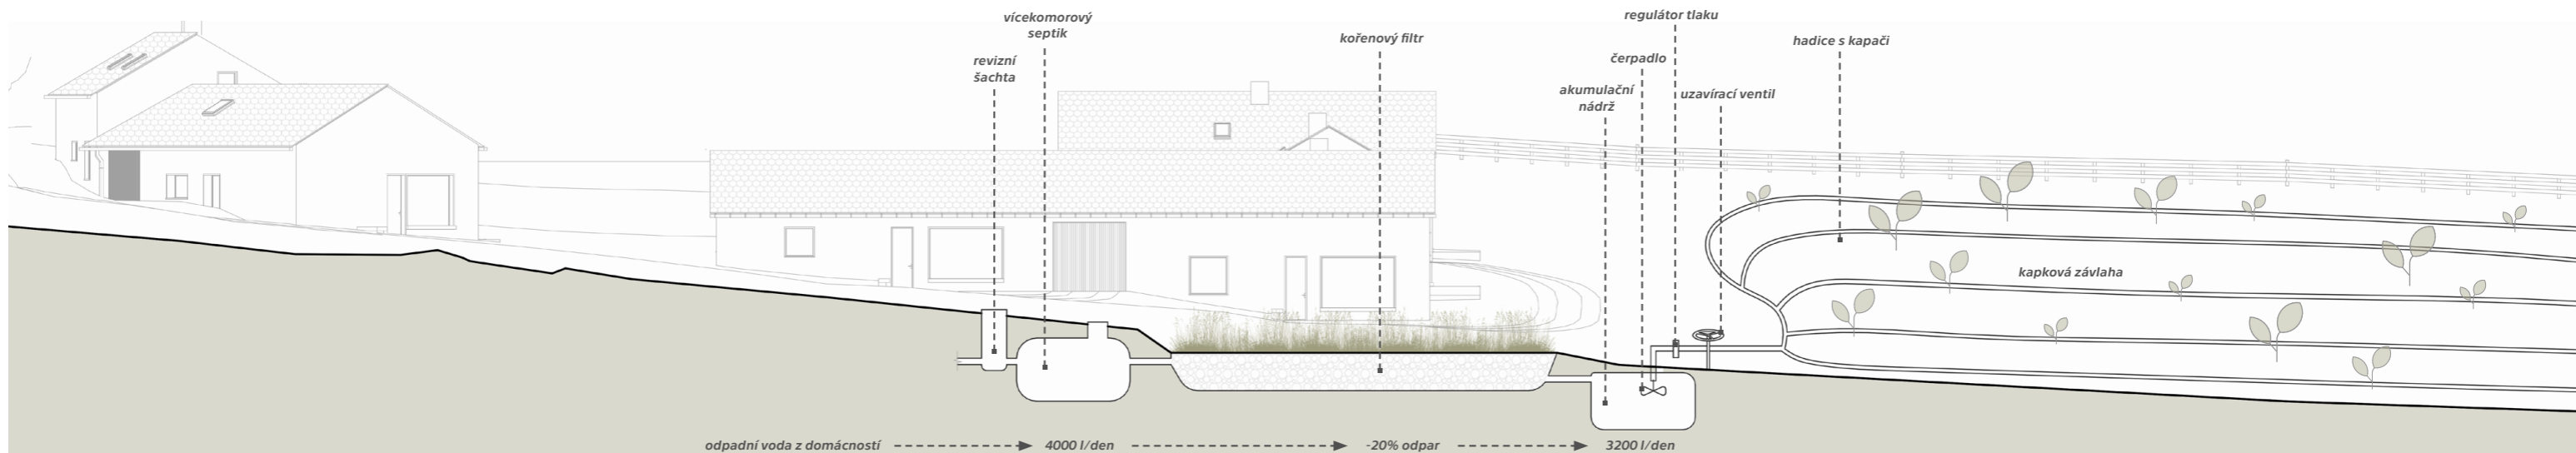 vícekomorový
septik
revizní
šachta
kořenový filtr
regulátor tlaku
čerpadlo
akumulační
nádrž
uzavírací ventil
hadice s kapači
kapková závlaha
odpadní voda z domácností
4000 l/den
-20% odpar
3200 l/den